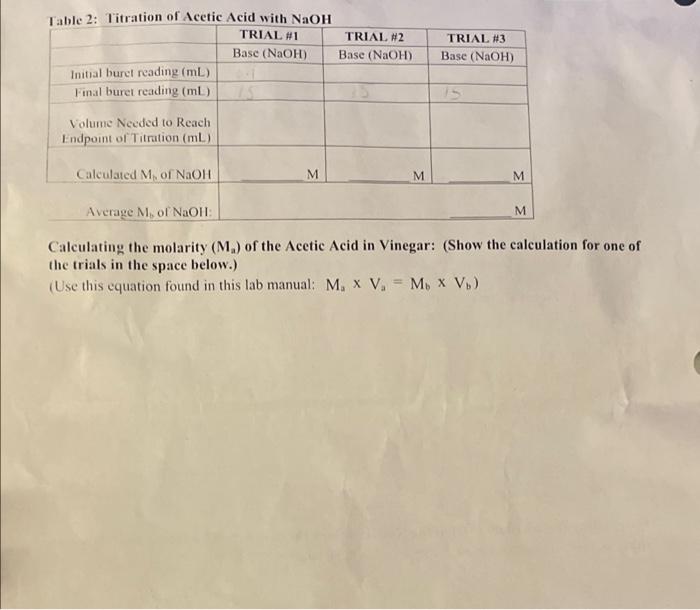 Table 2: Titration of Acetic Acid with NaOH
TRIAL #1 TRIAL #2 TRIAL #3
Base (NaOH) Base (NaOH) Base (NaOH)
Initial buret reading (mL)
Final buret reading (mL) 15 15 15
Volume Needed to Reach
Endpoint of Titration (mL)
Calculated Mb of NaOH M M M
Average Mb of NaOH: M
Calculating the molarity (Ma) of the Acetic Acid in Vinegar: (Show the calculation for one of
the trials in the space below.)
(Use this equation found in this lab manual: Ma x Va = Mb x Vb)